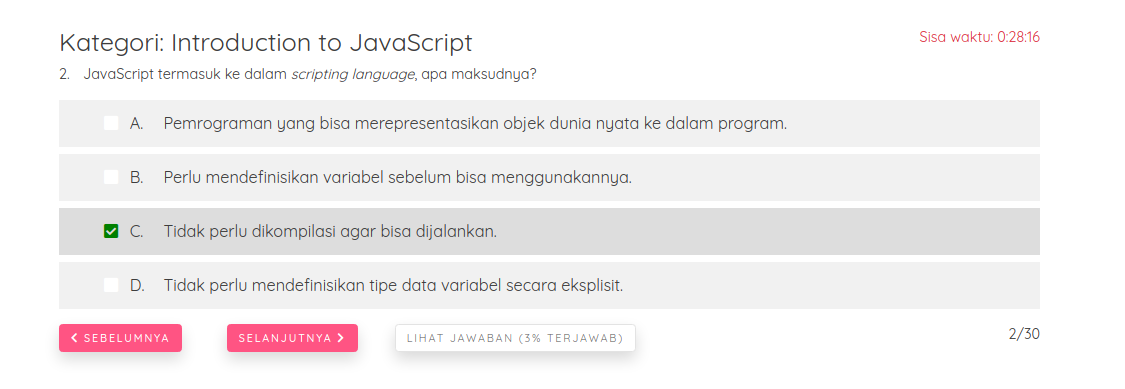 Kategori: Introduction to JavaScript
Sisa waktu: 0:28:16
2. JavaScript termasuk ke dalam scripting language, apa maksudnya?
A. Pemrograman yang bisa merepresentasikan objek dunia nyata ke dalam program.
B. Perlu mendefinisikan variabel sebelum bisa menggunakannya.
C. Tidak perlu dikompilasi agar bisa dijalankan.
D. Tidak perlu mendefinisikan tipe data variabel secara eksplisit.
SEBELUMNYA
SELANJUTNYA
LIHAT JAWABAN (3% TERJAWAB)
2/30